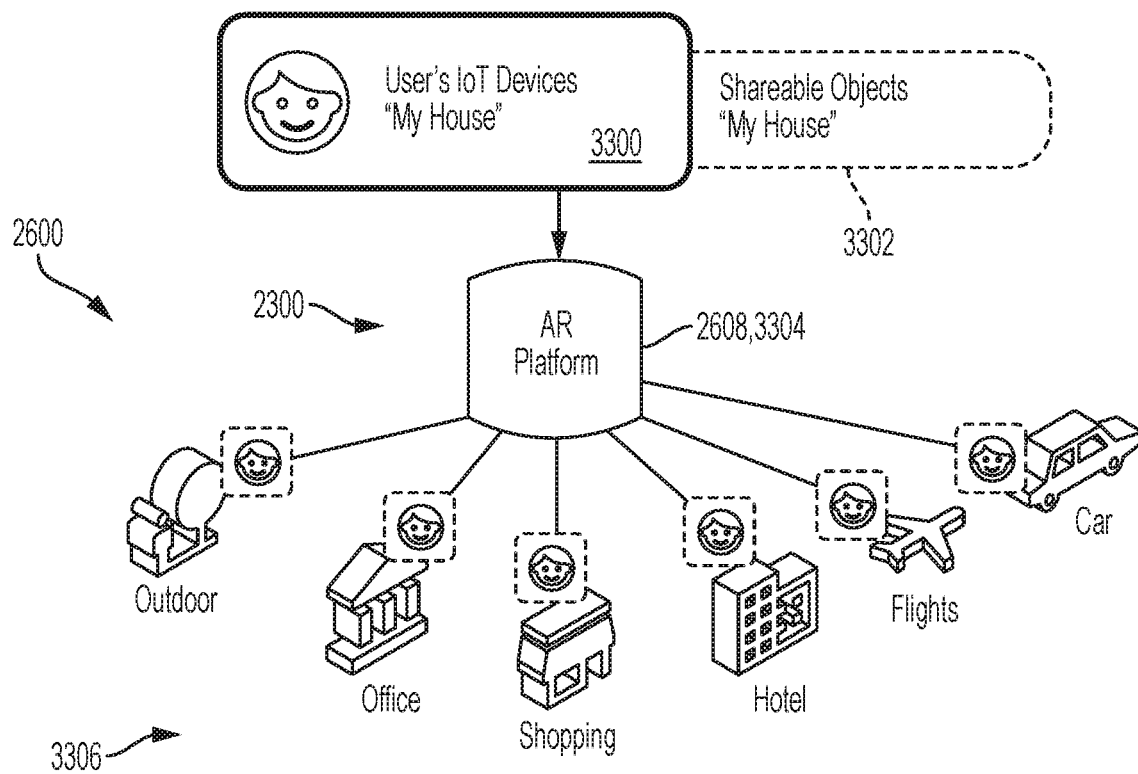 User's IoT Devices
"My House"
3300
Shareable Objects
"My House"
3302
2600
2300
AR
Platform
2608,3304
Outdoor
Office
Shopping
Hotel
Flights
Car
3306